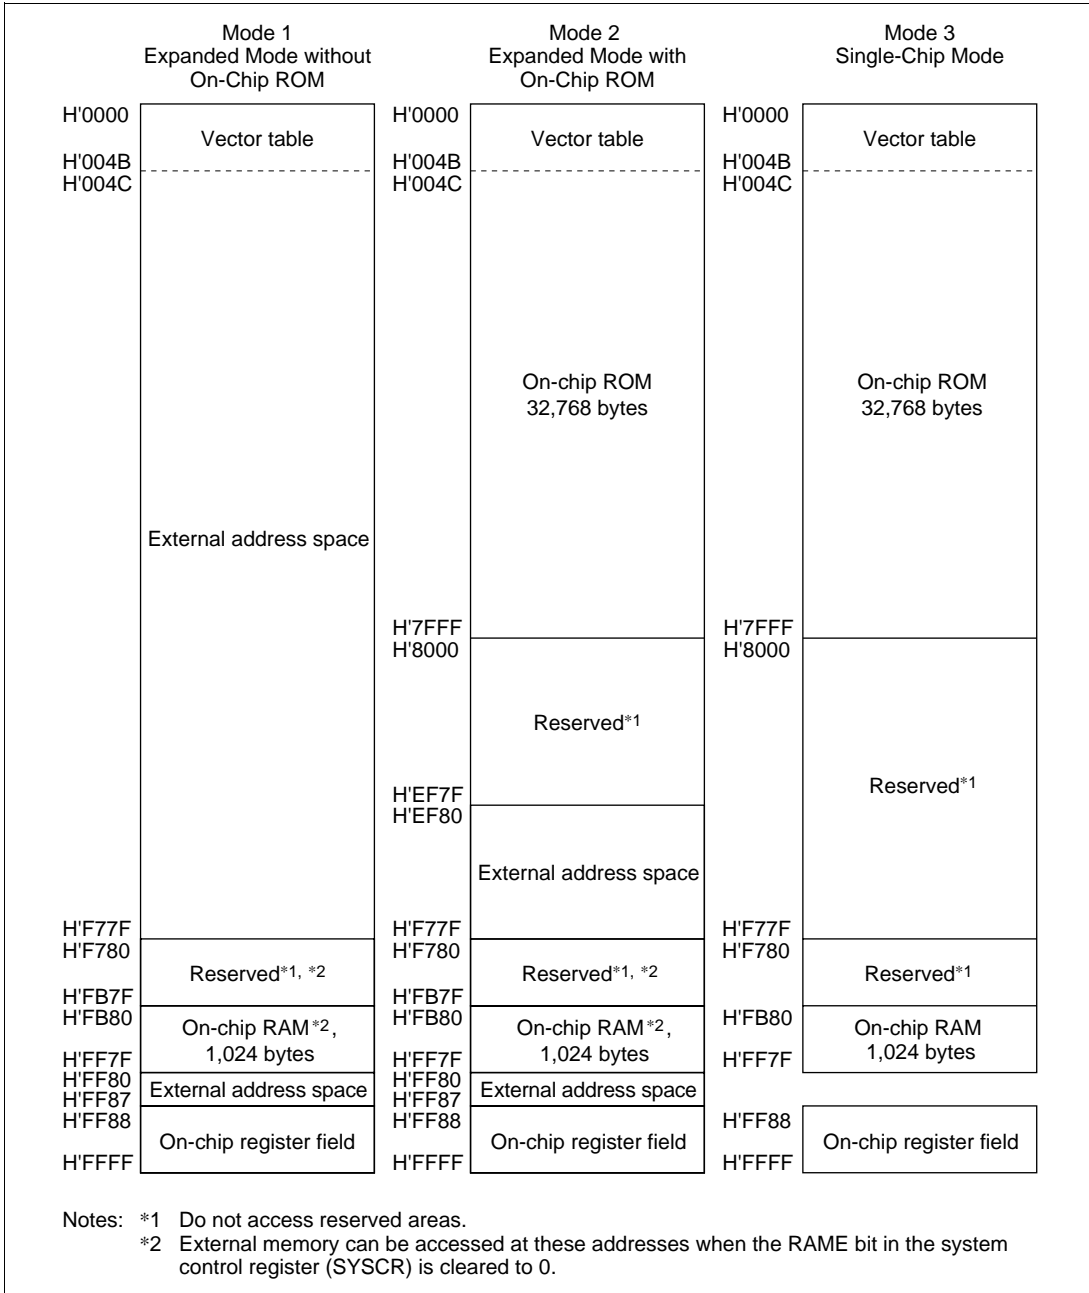 Mode 1
Expanded Mode without
On-Chip ROM
Mode 2
Expanded Mode with
On-Chip ROM
Mode 3
Single-Chip Mode
H'0000
Vector table
H'004B
H'004C
External address space
H'F77F
H'F780
Reserved*1, *2
H'FB7F
H'FB80
On-chip RAM*2,
1,024 bytes
H'FF7F
H'FF80
External address space
H'FF87
H'FF88
On-chip register field
H'FFFF
H'0000
Vector table
H'004B
H'004C
On-chip ROM
32,768 bytes
H'7FFF
H'8000
Reserved*1
H'EF7F
H'EF80
External address space
H'F77F
H'F780
Reserved*1, *2
H'FB7F
H'FB80
On-chip RAM*2,
1,024 bytes
H'FF7F
H'FF80
External address space
H'FF87
H'FF88
On-chip register field
H'FFFF
H'0000
Vector table
H'004B
H'004C
On-chip ROM
32,768 bytes
H'7FFF
H'8000
Reserved*1
H'F77F
H'F780
Reserved*1
H'FB80
On-chip RAM
1,024 bytes
H'FF7F
H'FF88
On-chip register field
H'FFFF
Notes: *1 Do not access reserved areas.
*2 External memory can be accessed at these addresses when the RAME bit in the system
control register (SYSCR) is cleared to 0.